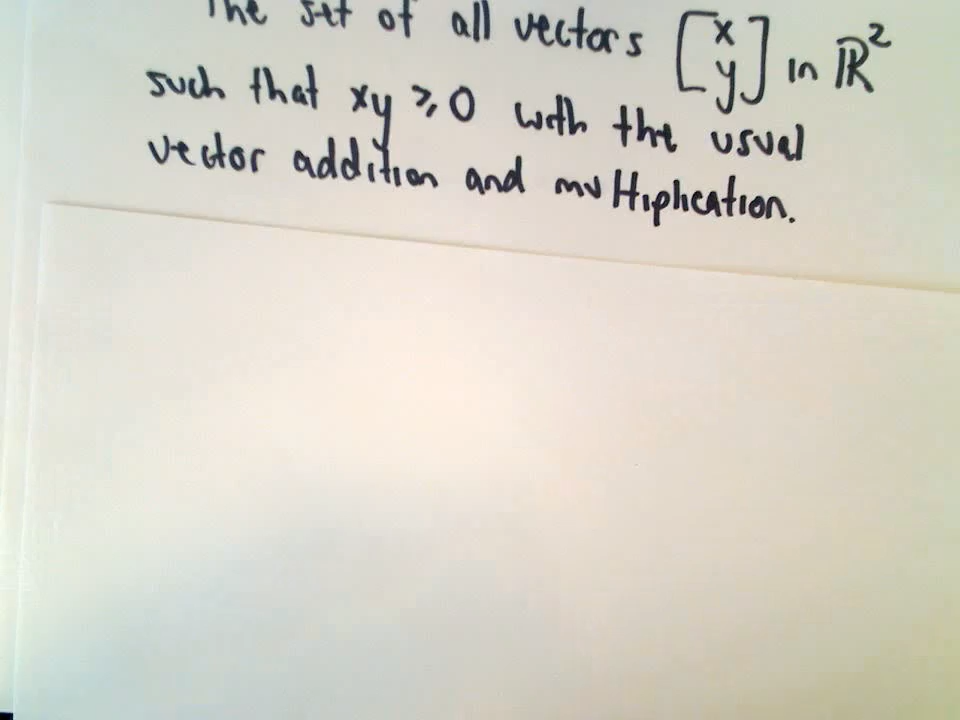 The set of all vectors [x y] in ℝ²
such that xy ≥ 0 with the usual
vector addition and multiplication.